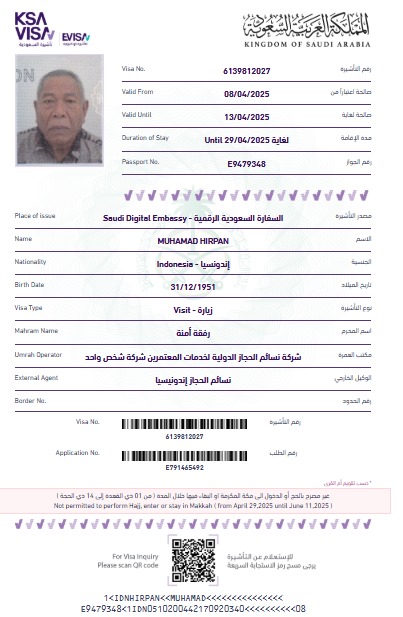 KSA
VISA
تأشيرة السعودية
EVISA
المملكة العربية السعودية
KINGDOM OF SAUDI ARABIA
Visa No. 6139812027 رقم التأشيرة
Valid From 08/04/2025 صالحة اعتباراً من
Valid Until 13/04/2025 صالحة لغاية
Duration of Stay Until 29/04/2025 لغاية مدة الإقامة
Passport No. E9479348 رقم الجواز
Place of issue Saudi Digital Embassy - السفارة السعودية الرقمية مصدر التأشيرة
Name MUHAMAD HIRPAN الاسم
Nationality Indonesia - إندونسيا الجنسية
Birth Date 31/12/1951 تاريخ الميلاد
Visa Type Visit - زيارة نوع التأشيرة
Mahram Name رفقة أمنة اسم المحرم
Umrah Operator شركة نسائم الحجاز الدولية لخدمات المعتمرين شركة شخص واحد مكتب العمرة
External Agent نسائم الحجاز إندونيسيا الوكيل الخارجي
Border No. رقم الحدود
Visa No. رقم التأشيرة
6139812027
Application No. رقم الطلب
E791465492
* حسب تقويم أم القرى
غير مصرح بالحج أو الدخول الى مكة المكرمة او البقاء فيها خلال المدة ( من 01 ذي القعدة إلى 14 ذي الحجة )
Not permitted to perform Hajj, enter or stay in Makkah ( from April 29,2025 until June 11,2025 )
For Visa Inquiry للإستعلام عن التأشيرة
Please scan QR code يرجى مسح رمز الاستجابة السريعة
1<IDNHIRPAN<<MUHAMAD<<<<<<<<<<<<<<<
E9479348<1IDN0510200442170920340<<<<<<<<<<08